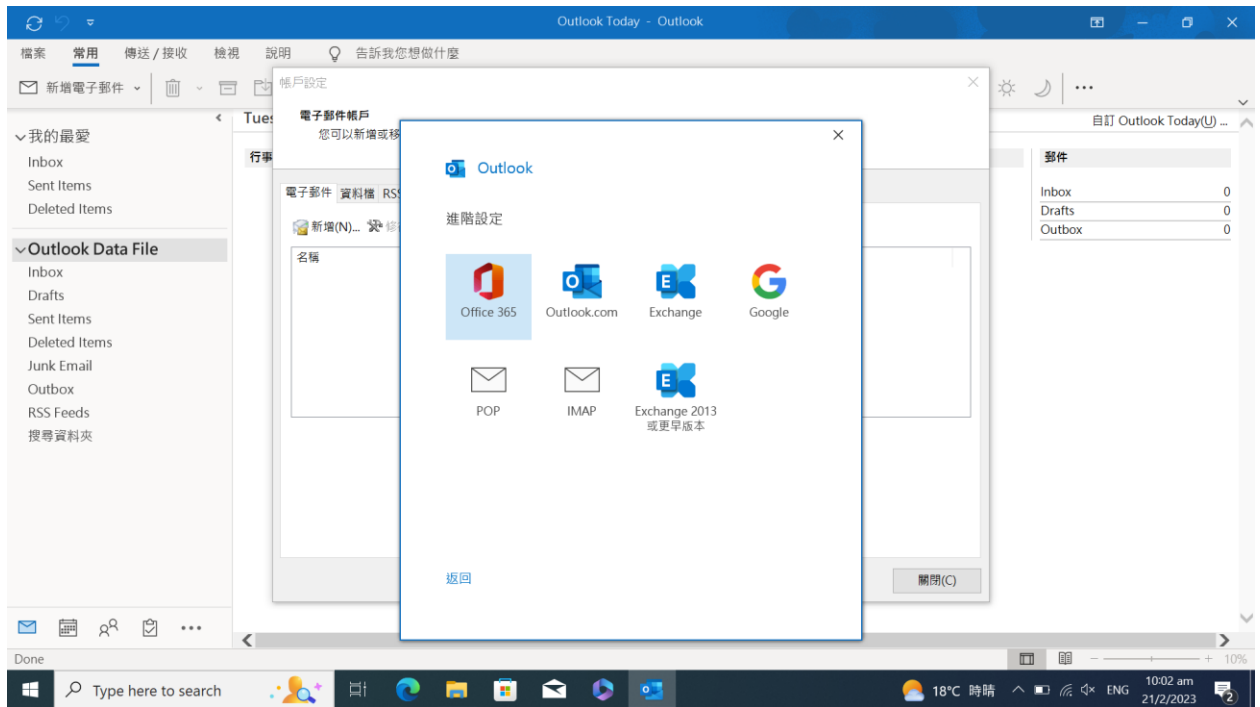 Outlook Today - Outlook
檔案 常用 傳送 / 接收 檢視 說明 告訴我您想做什麼
新增電子郵件
我的最愛
Inbox
Sent Items
Deleted Items
Outlook Data File
Inbox
Drafts
Sent Items
Deleted Items
Junk Email
Outbox
RSS Feeds
搜尋資料夾
Tues
行事
自訂 Outlook Today(U) ...
郵件
Inbox 0
Drafts 0
Outbox 0
帳戶設定
電子郵件帳戶
您可以新增或移
電子郵件 資料檔 RSS
新增(N)... 修
名稱
關閉(C)
Outlook
進階設定
Office 365 Outlook.com Exchange Google
POP IMAP Exchange 2013
或更早版本
返回
Done
10%
Type here to search
18°C 時晴
ENG
10:02 am
21/2/2023
2